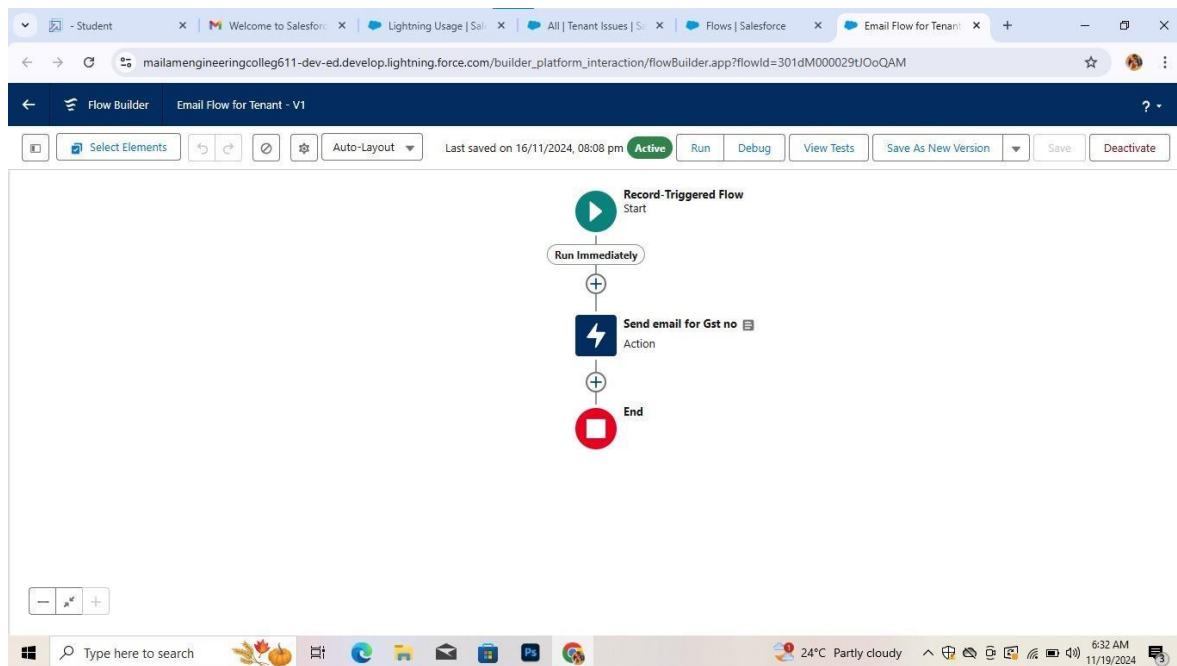 - Student
Welcome to Salesforc
Lightning Usage | Sal
All | Tenant Issues | S
Flows | Salesforce
Email Flow for Tenant
mailamengineeringcolleg611-dev-ed.develop.lightning.force.com/builder_platform_interaction/flowBuilder.app?flowId=301dM000029tJOoQAM
Flow Builder
Email Flow for Tenant - V1
?
Select Elements
Auto-Layout
Last saved on 16/11/2024, 08:08 pm
Active
Run
Debug
View Tests
Save As New Version
Save
Deactivate
Record-Triggered Flow
Start
Run Immediately
Send email for Gst no
Action
End
Type here to search
Ps
24°C Partly cloudy
6:32 AM
11/19/2024
3